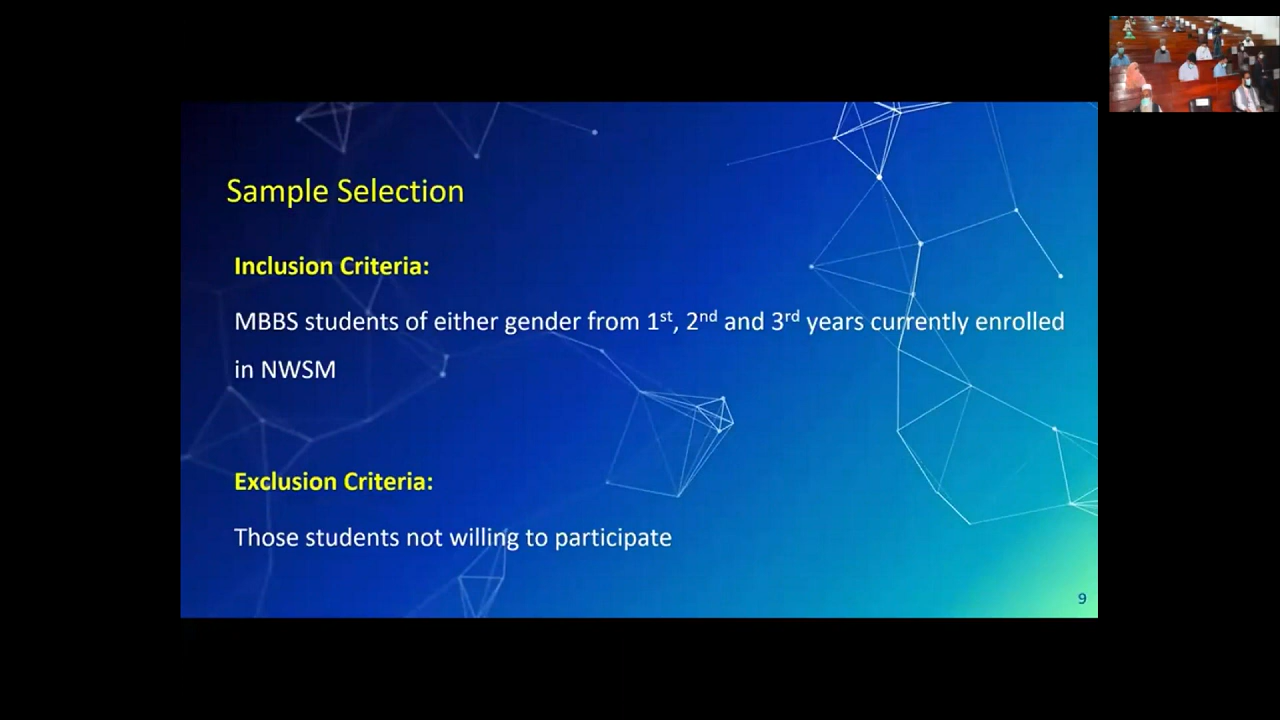 Sample Selection
Inclusion Criteria:
MBBS students of either gender from 1st, 2nd and 3rd years currently enrolled
in NWSM
Exclusion Criteria:
Those students not willing to participate
9